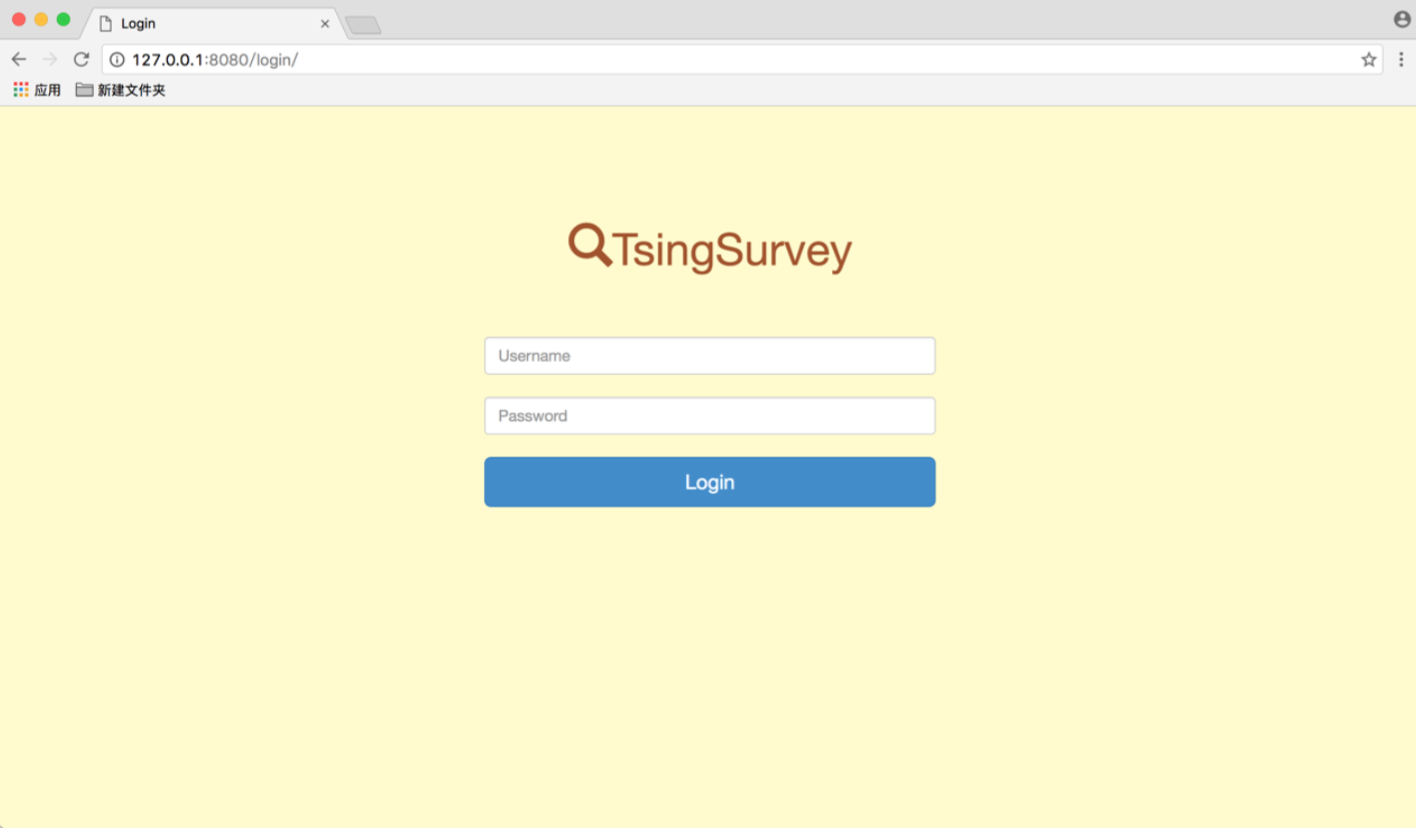 Login
127.0.0.1:8080/login/
应用 新建文件夹
TsingSurvey
Username
Password
Login